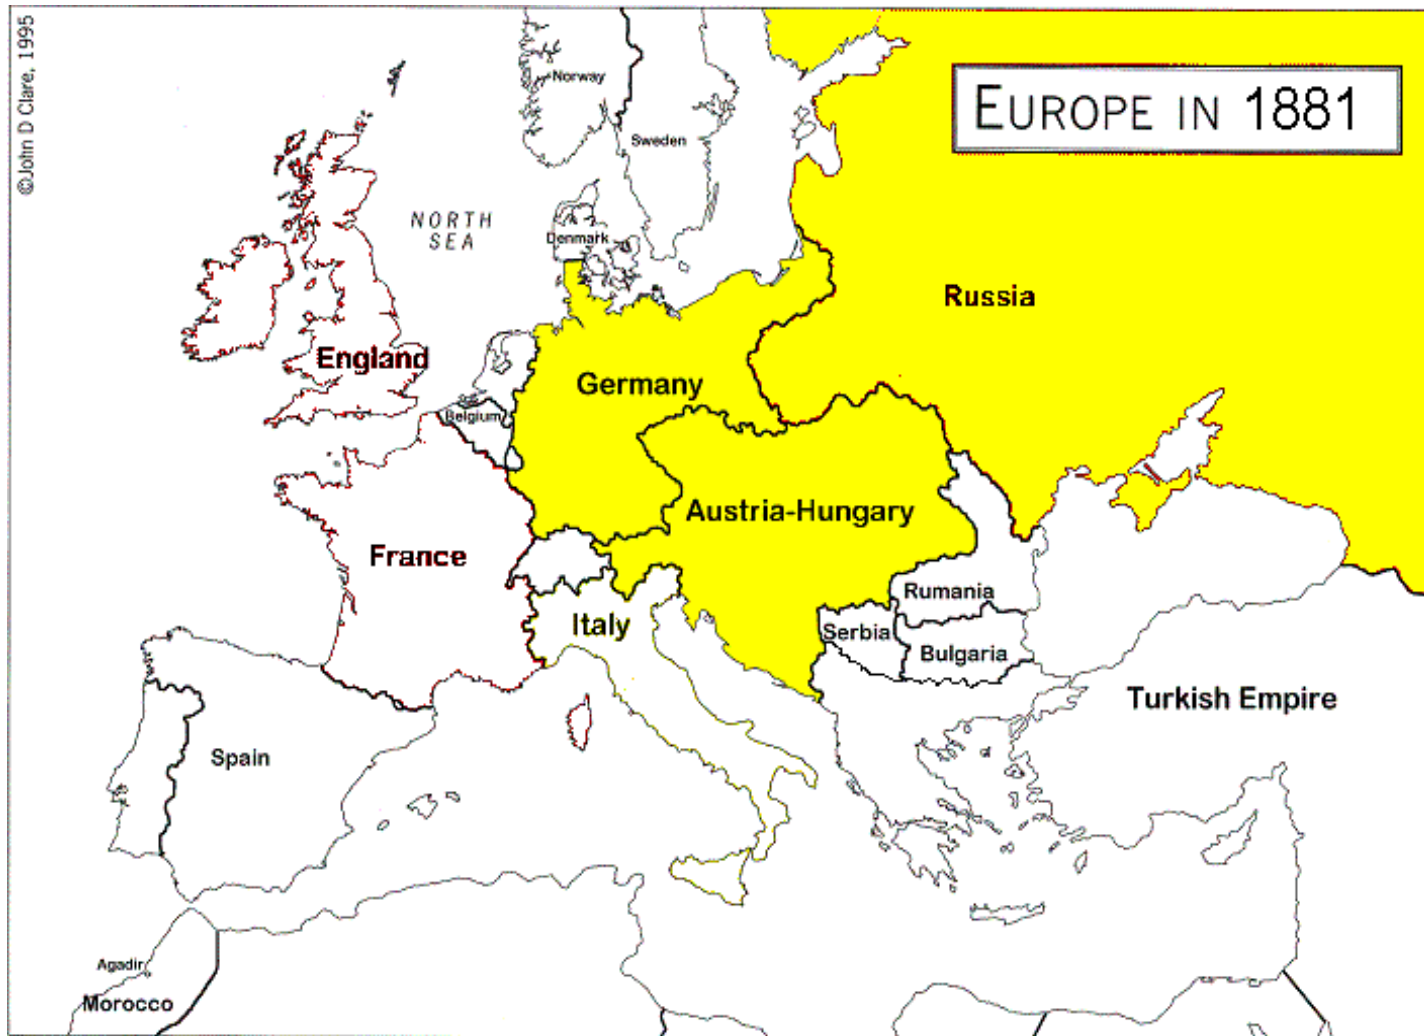 ©John D Clare, 1995
EUROPE IN 1881
Norway
Sweden
NORTH
SEA
Denmark
Russia
England
Germany
Belgium
Austria-Hungary
France
Rumania
Italy
Serbia
Bulgaria
Turkish Empire
Spain
Agadir
Morocco